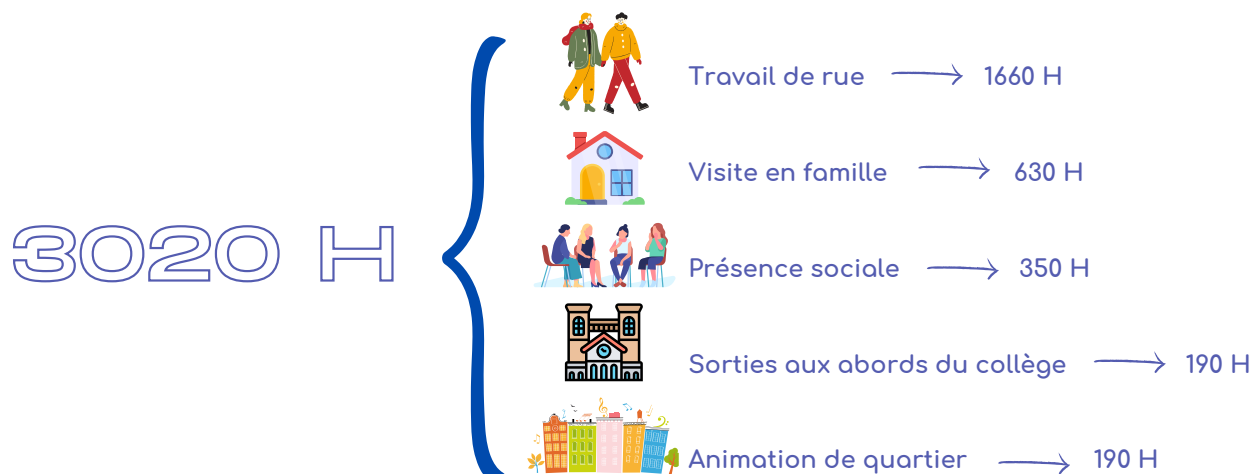 3020 H
Travail de rue 1660 H
Visite en famille 630 H
Présence sociale 350 H
Sorties aux abords du collège 190 H
Animation de quartier 190 H